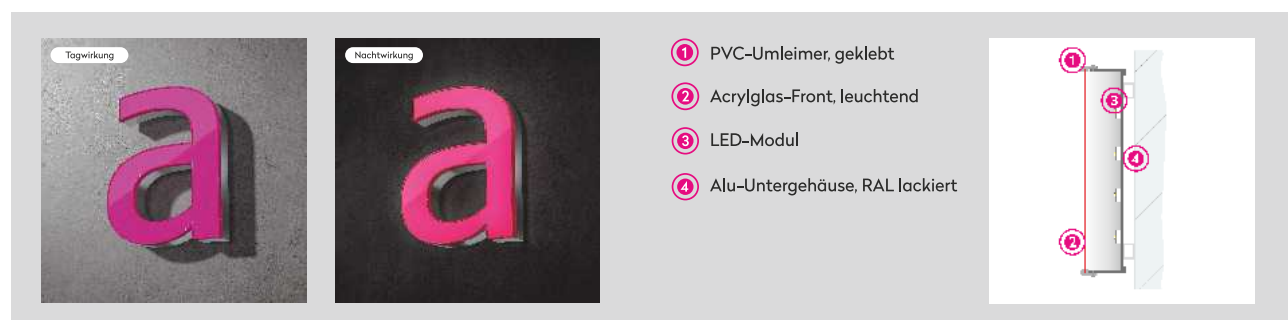 Tagwirkung
a
Nachtwirkung
a
1 PVC-Umleimer, geklebt
2 Acrylglas-Front, leuchtend
3 LED-Modul
4 Alu-Untergehäuse, RAL lackiert
1
3
4
2